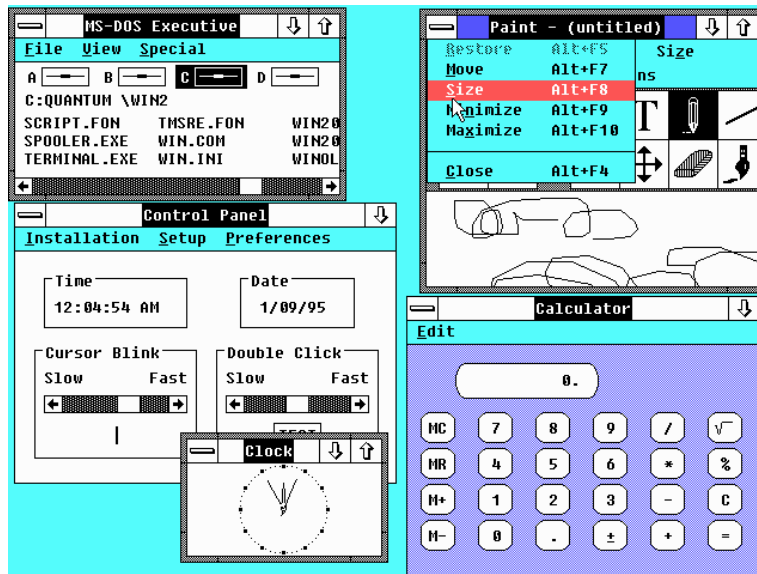 MS-DOS Executive
File View Special
A B C D
C:QUANTUM \WIN2
SCRIPT.FON TMSRE.FON WIN20
SPOOLER.EXE WIN.COM WIN20
TERMINAL.EXE WIN.INI WINOL
Paint - (untitled)
Restore Alt+F5 Size
Move Alt+F7 ns
Size Alt+F8
Minimize Alt+F9 T
Maximize Alt+F10
Close Alt+F4
Control Panel
Installation Setup Preferences
Time Date
12:04:54 AM 1/09/95
Cursor Blink Double Click
Slow Fast Slow Fast
TEST
Clock
Calculator
Edit
0.
MC 7 8 9 / √
MR 4 5 6 * %
M+ 1 2 3 - C
M- 0 . ± + =